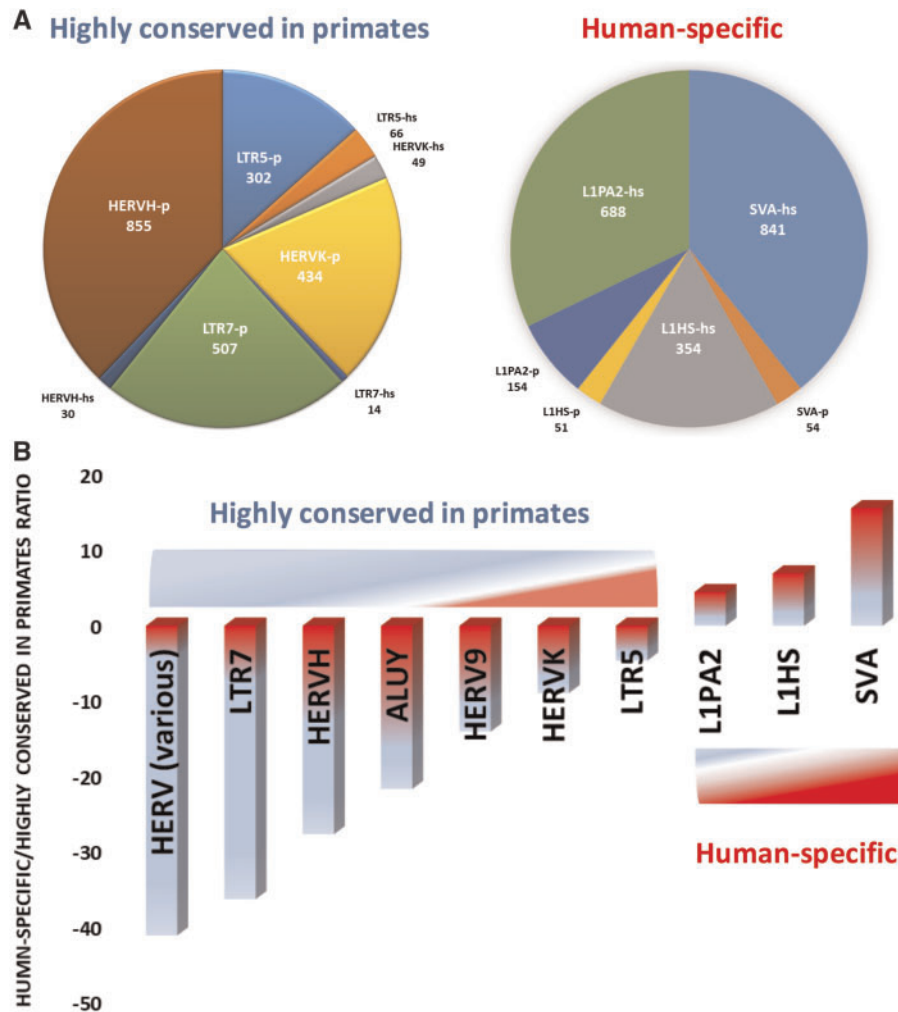 A
Highly conserved in primates
Human-specific
LTR5-p
302
LTR5-hs
66
HERVK-hs
49
HERVK-p
434
LTR7-hs
14
LTR7-p
507
HERVH-hs
30
HERVH-p
855
SVA-hs
841
SVA-p
54
L1HS-hs
354
L1HS-p
51
L1PA2-p
154
L1PA2-hs
688
B
HUMN-SPECIFIC/HIGHLY CONSERVED IN PRIMATES RATIO
20
10
0
-10
-20
-30
-40
-50
Highly conserved in primates
HERV (various)
LTR7
HERVH
ALUY
HERV9
HERVK
LTR5
L1PA2
L1HS
SVA
Human-specific